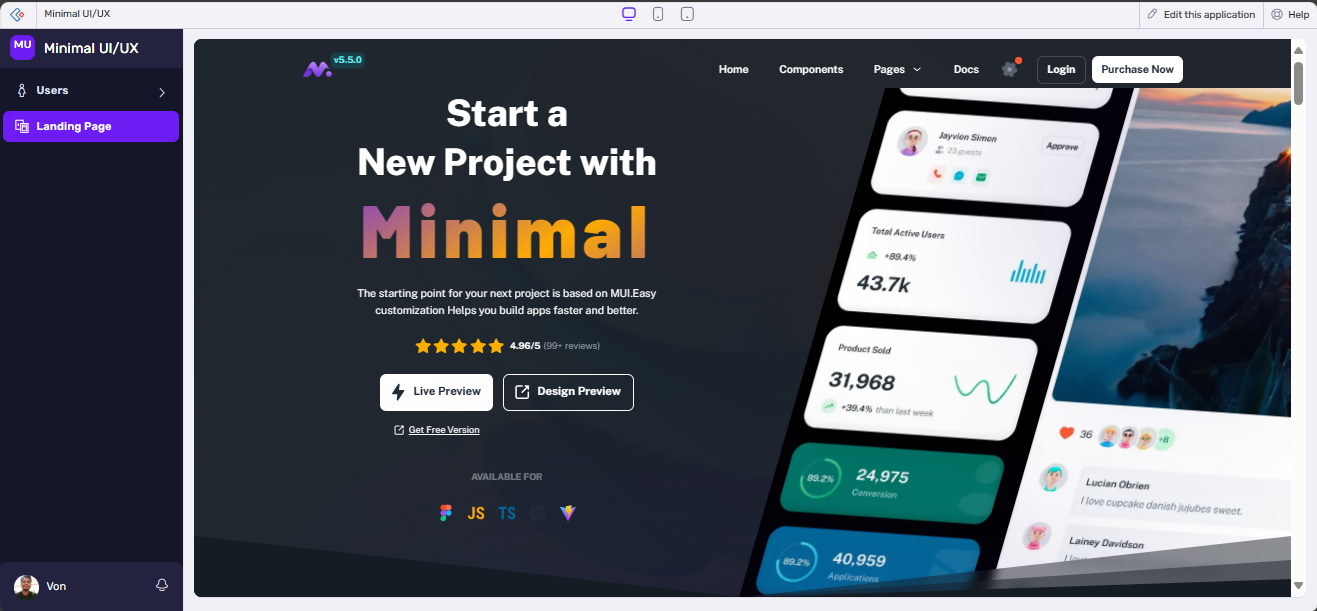 Minimal UI/UX
Edit this application
Help
MU
Minimal UI/UX
Users
Landing Page
Von
v5.5.0
Home
Components
Pages
Docs
Login
Purchase Now
Start a
New Project with
Minimal
The starting point for your next project is based on MUI.Easy
customization Helps you build apps faster and better.
4.96/5 (99+ reviews)
Live Preview
Design Preview
Get Free Version
AVAILABLE FOR
JS
TS
Jayvion Simon
23 guests
Approve
Total Active Users
+89.4%
43.7k
Product Sold
31,968
+39.4% than last week
89.2%
24,975
Conversion
89.2%
40,959
Applications
36
+8
Lucian Obrien
I love cupcake danish jujubes sweet.
Lainey Davidson